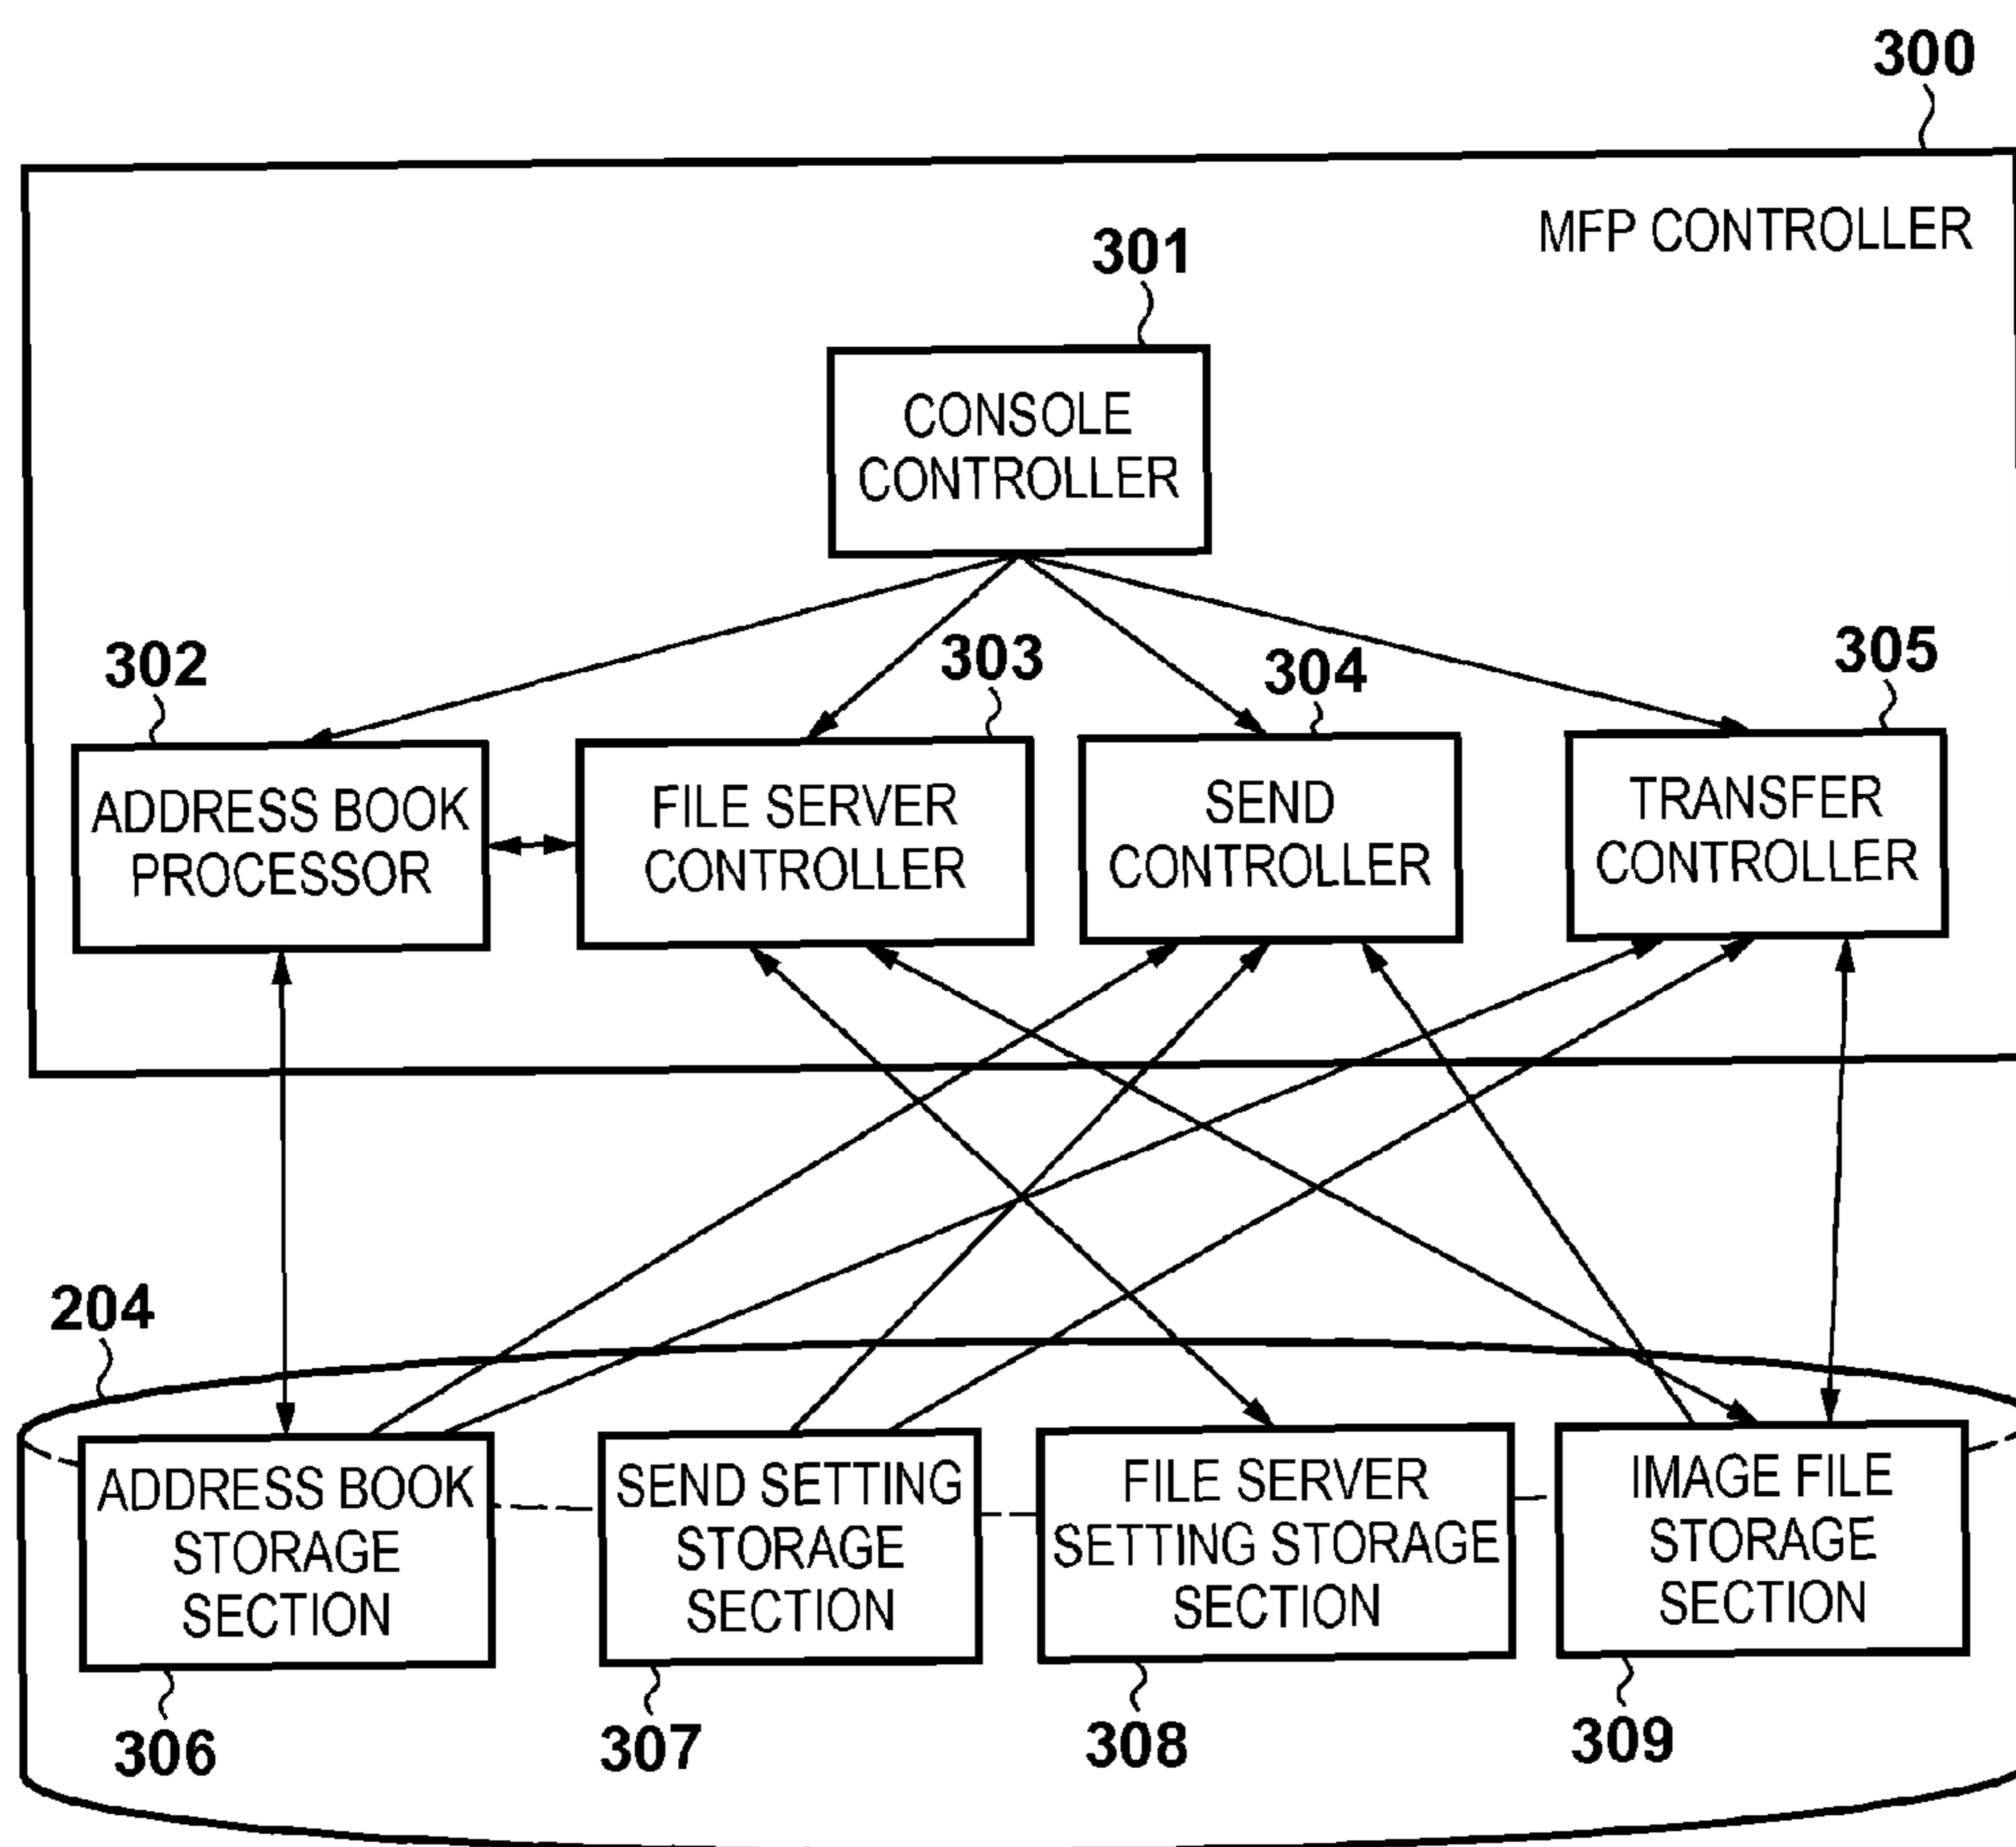 300
MFP CONTROLLER
301
CONSOLE
CONTROLLER
302
303
304
305
ADDRESS BOOK
PROCESSOR
FILE SERVER
CONTROLLER
SEND
CONTROLLER
TRANSFER
CONTROLLER
204
ADDRESS BOOK
STORAGE
SECTION
SEND SETTING
STORAGE
SECTION
FILE SERVER
SETTING STORAGE
SECTION
IMAGE FILE
STORAGE
SECTION
306
307
308
309